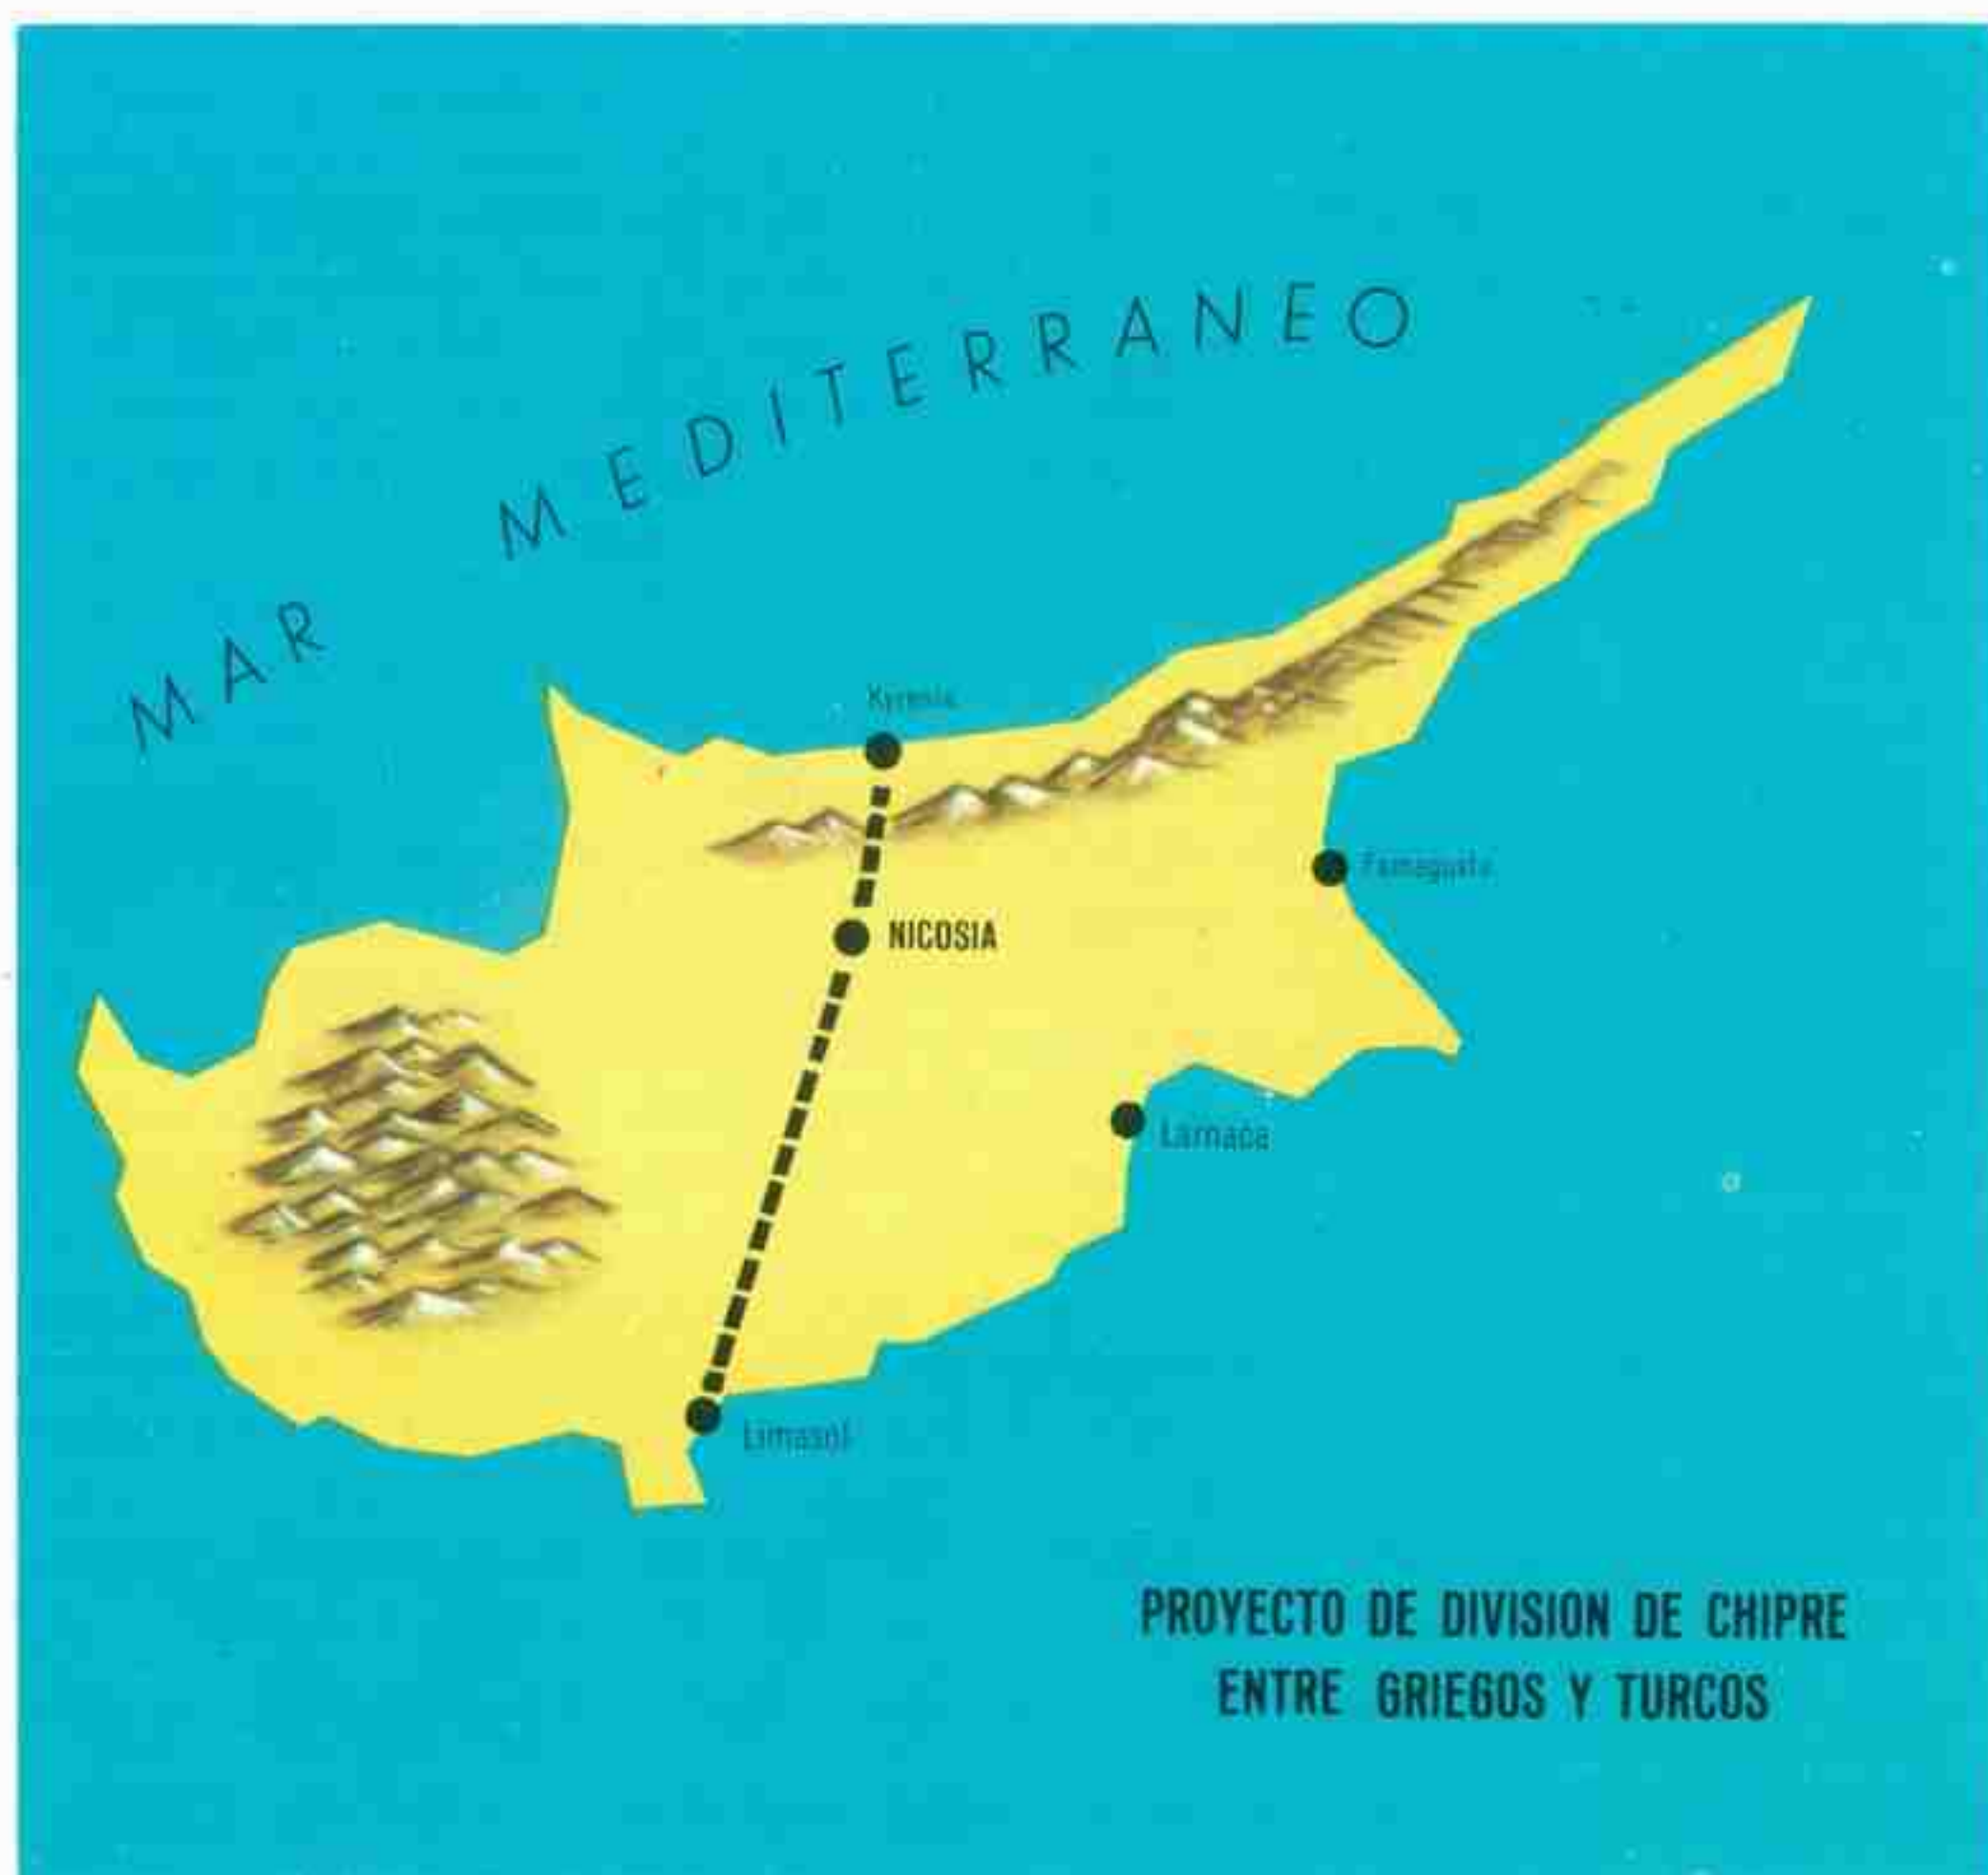 MAR MEDITERRANEO
Kyrenia
Famagusta
NICOSIA
Larnaca
Limasol
PROYECTO DE DIVISION DE CHIPRE
ENTRE GRIEGOS Y TURCOS